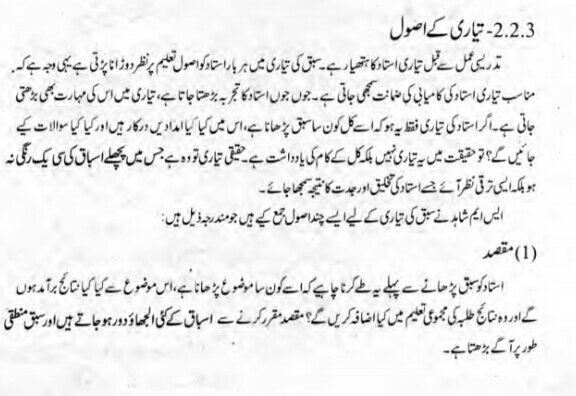 2.2.3- تیاری کے اصول
تدریسی عمل سے قبل تیاری استاد کا ہتھیار ہے۔ سبق کی تیاری میں ہر بار استاد کو اصول تعلیم پر نظر دوڑانا پڑتی ہے یہی وجہ ہے کہ
مناسب تیاری استاد کی کامیابی کی ضمانت سمجھی جاتی ہے۔ جوں جوں استاد کا تجربہ بڑھتا جاتا ہے، تیاری میں اس کی مہارت بھی بڑھتی
جاتی ہے۔ اگر استاد کی تیاری فقط یہ ہو کہ اسے کل کون سا سبق پڑھانا ہے، اس میں کیا کیا امدادیں درکار ہیں اور کیا کیا سوالات کیے
جائیں گے؟ تو حقیقت میں یہ تیاری نہیں بلکہ کل کے کام کی یادداشت ہے۔ حقیقی تیاری تو وہ ہے جس میں پچھلے اسباق کی سی یک رنگی نہ
ہو بلکہ ایسی ترقی نظر آئے جسے استاد کی تخلیق اور جدت کا نتیجہ سمجھا جائے۔
ایس ایم شاہد نے سبق کی تیاری کے لیے ایسے چند اصول جمع کیے ہیں جو مندرجہ ذیل ہیں:
(1) مقصد
استاد کو سبق پڑھانے سے پہلے یہ طے کرنا چاہیے کہ اسے کون سا موضوع پڑھانا ہے، اس موضوع سے کیا کیا نتائج برآمد ہوں
گے اور وہ نتائج طلبہ کی مجموعی تعلیم میں کیا اضافہ کریں گے؟ مقصد مقرر کرنے سے اسباق کے کئی الجھاؤ دور ہو جاتے ہیں اور سبق منطقی
طور پر آگے بڑھتا ہے۔